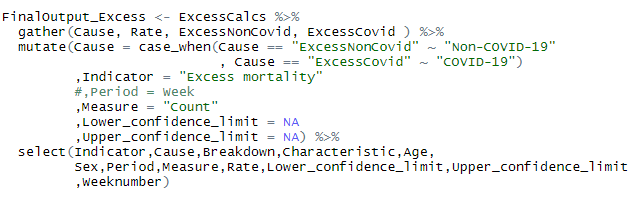 FinalOutput_Excess <- ExcessCalcs %>%
gather(Cause, Rate, ExcessNonCovid, ExcessCovid ) %>%
mutate(Cause = case_when(Cause == "ExcessNonCovid" ~ "Non-COVID-19"
, Cause == "ExcessCovid" ~ "COVID-19")
,Indicator = "Excess mortality"
#,Period = Week
,Measure = "Count"
,Lower_confidence_limit = NA
,Upper_confidence_limit = NA) %>%
select(Indicator,Cause,Breakdown,Characteristic,Age,
Sex,Period,Measure,Rate,Lower_confidence_limit,Upper_confidence_limit
,Weeknumber)